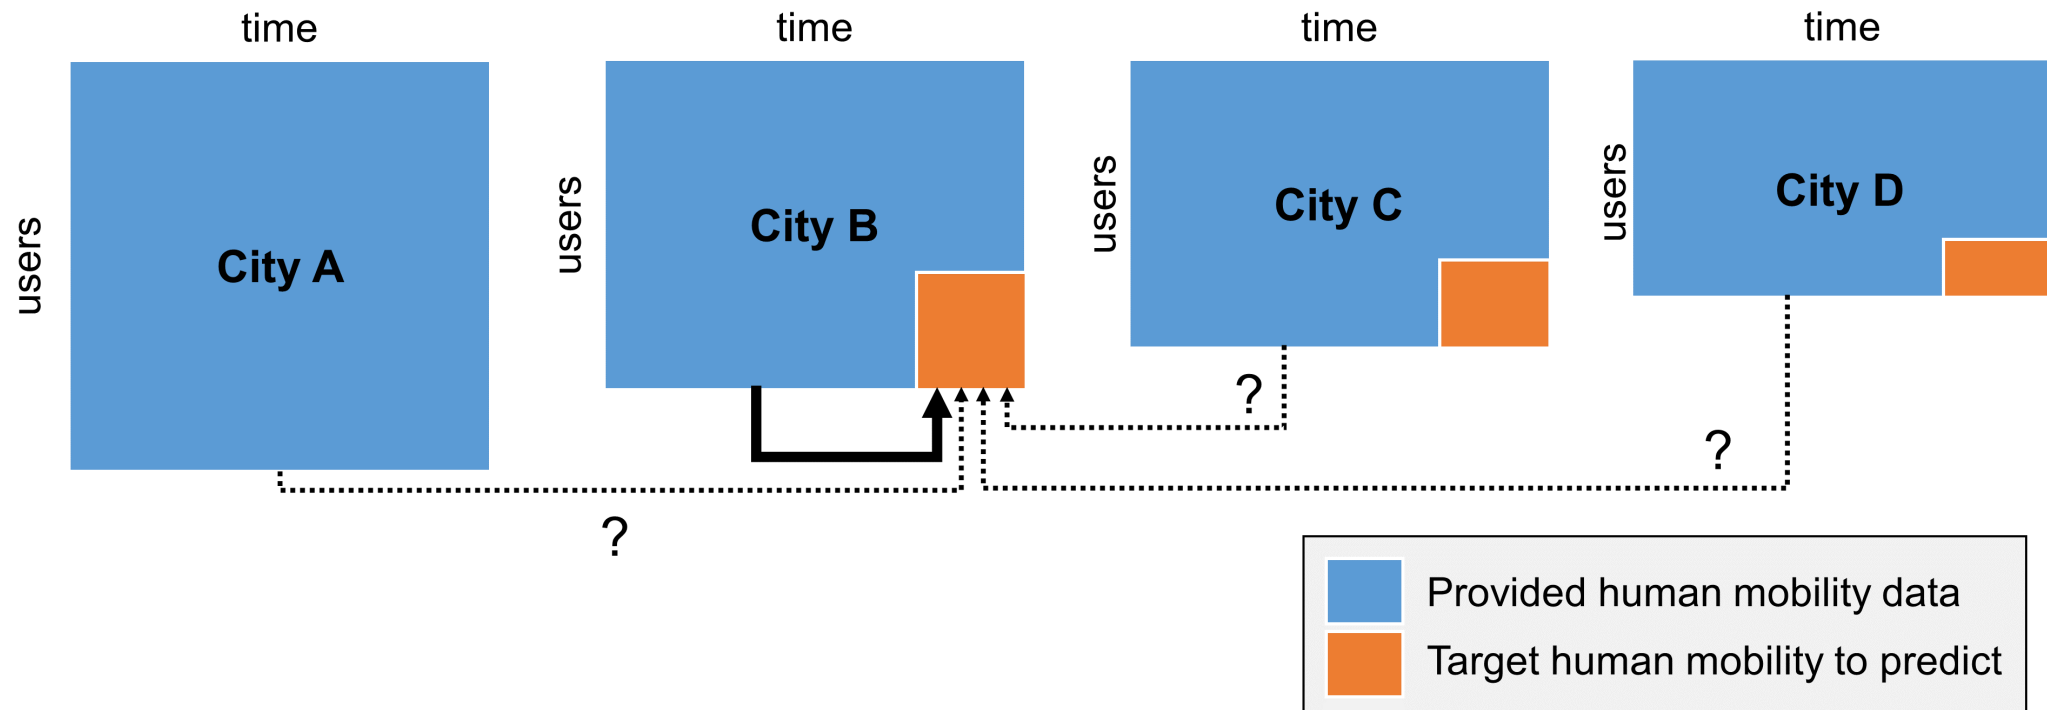 time
time
time
time
users
City A
users
City B
users
City C
users
City D
?
?
?
Provided human mobility data
Target human mobility to predict